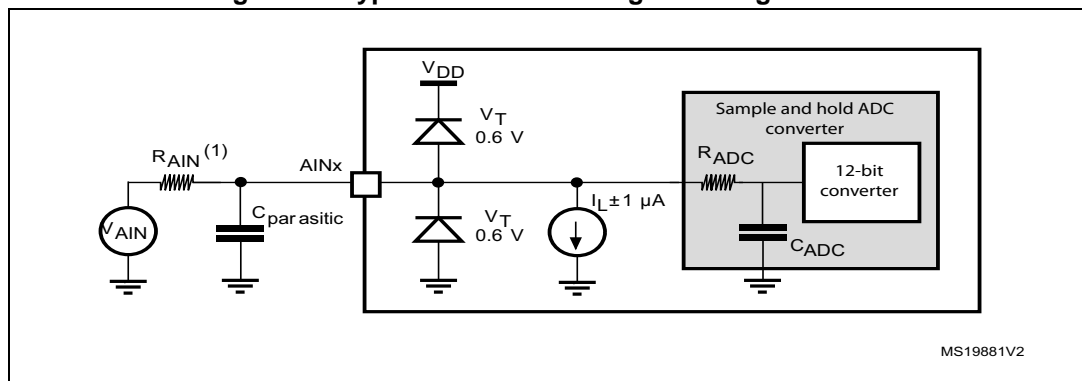 V_DD
V_T
0.6 V
R_AIN (1)
AINx
V_AIN
C_parasitic
V_T
0.6 V
I_L±1 µA
Sample and hold ADC
converter
R_ADC
12-bit
converter
C_ADC
MS19881V2